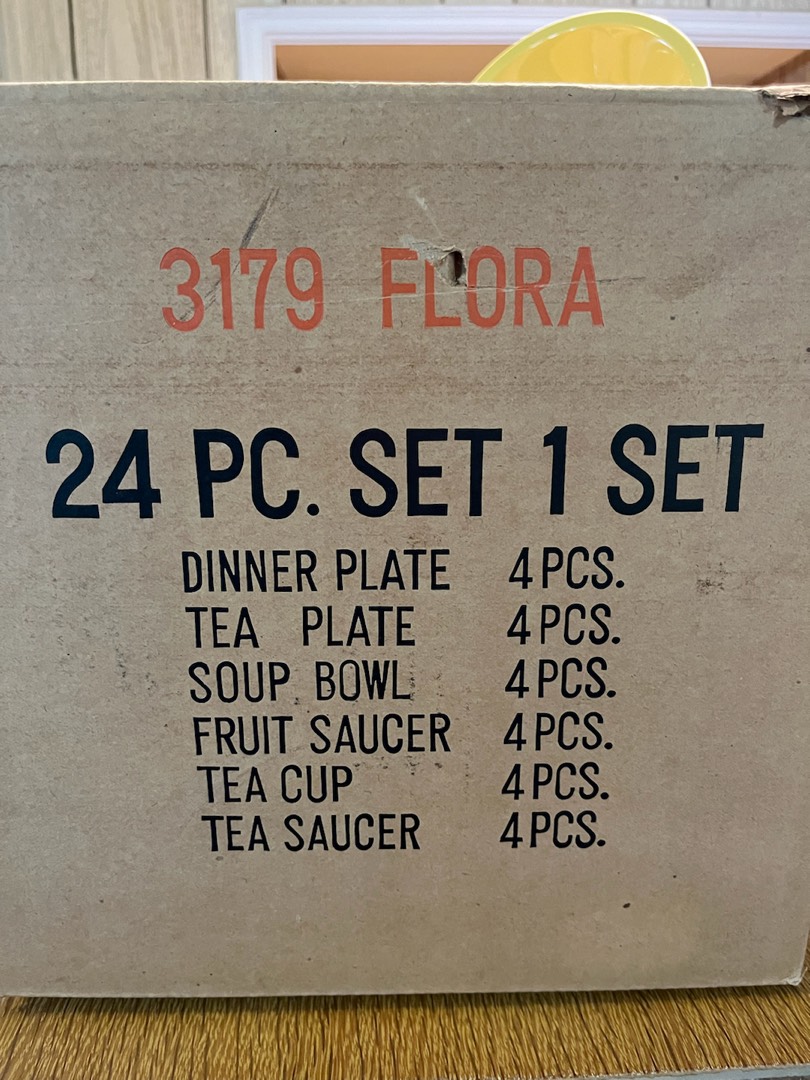 3179 FLORA
24 PC. SET 1 SET
DINNER PLATE 4 PCS.
TEA PLATE 4 PCS.
SOUP BOWL 4 PCS.
FRUIT SAUCER 4 PCS.
TEA CUP 4 PCS.
TEA SAUCER 4 PCS.